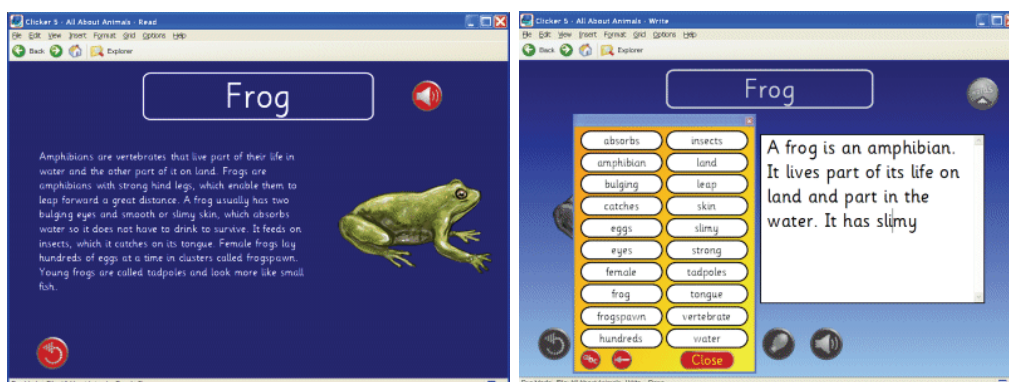 Clicker 5 - All About Animals - Read
File Edit View Insert Format Grid Options Help
Back Explorer
Frog
Amphibians are vertebrates that live part of their life in
water and the other part of it on land. Frogs are
amphibians with strong hind legs, which enable them to
leap forward a great distance. A frog usually has two
bulging eyes and smooth or slimy skin, which absorbs
water so it does not have to drink to survive. It feeds on
insects, which it catches on its tongue. Female frogs lay
hundreds of eggs at a time in clusters called frogspawn.
Young frogs are called tadpoles and look more like small
fish.
Clicker 5 - All About Animals - Write
File Edit View Insert Format Grid Options Help
Back Explorer
Frog
absorbs insects
amphibian land
bulging leap
catches skin
eggs slimy
eyes strong
female tadpoles
frog tongue
frogspawn vertebrate
hundreds water
Close
A frog is an amphibian.
It lives part of its life on
land and part in the
water. It has slimy